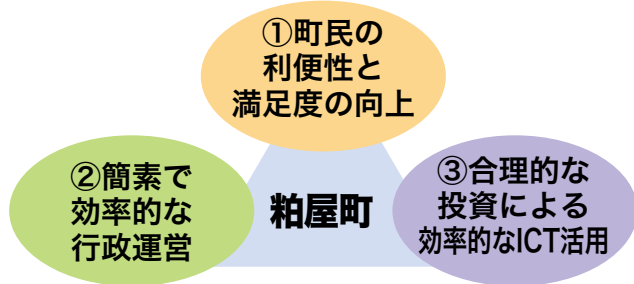 ①町民の
利便性と
満足度の向上
②簡素で
効率的な
行政運営
粕屋町
③合理的な
投資による
効率的なICT活用